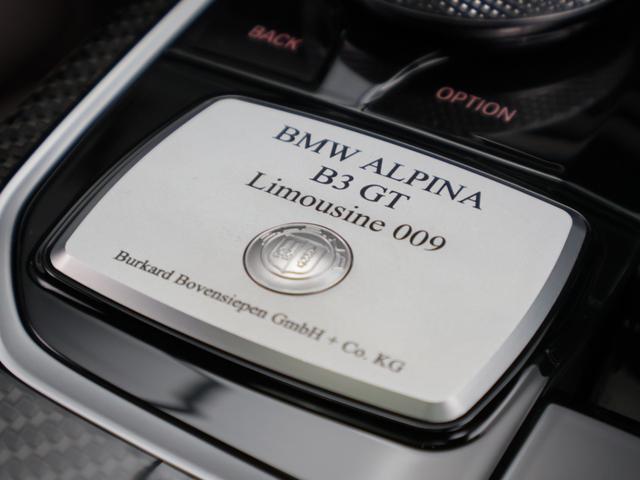 BACK
OPTION
BMW ALPINA
B3 GT
Limousine 009
Burkard Bovensiepen GmbH + Co. KG